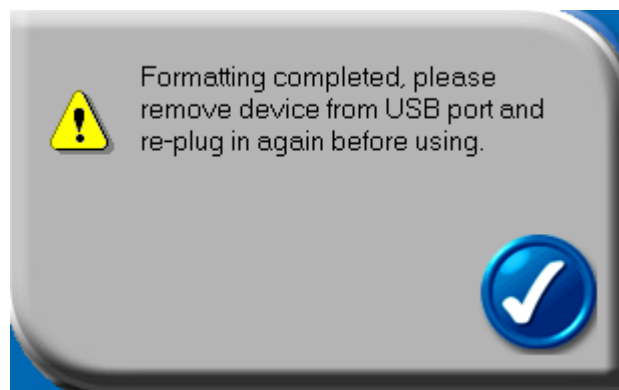 Formatting completed, please
remove device from USB port and
re-plug in again before using.